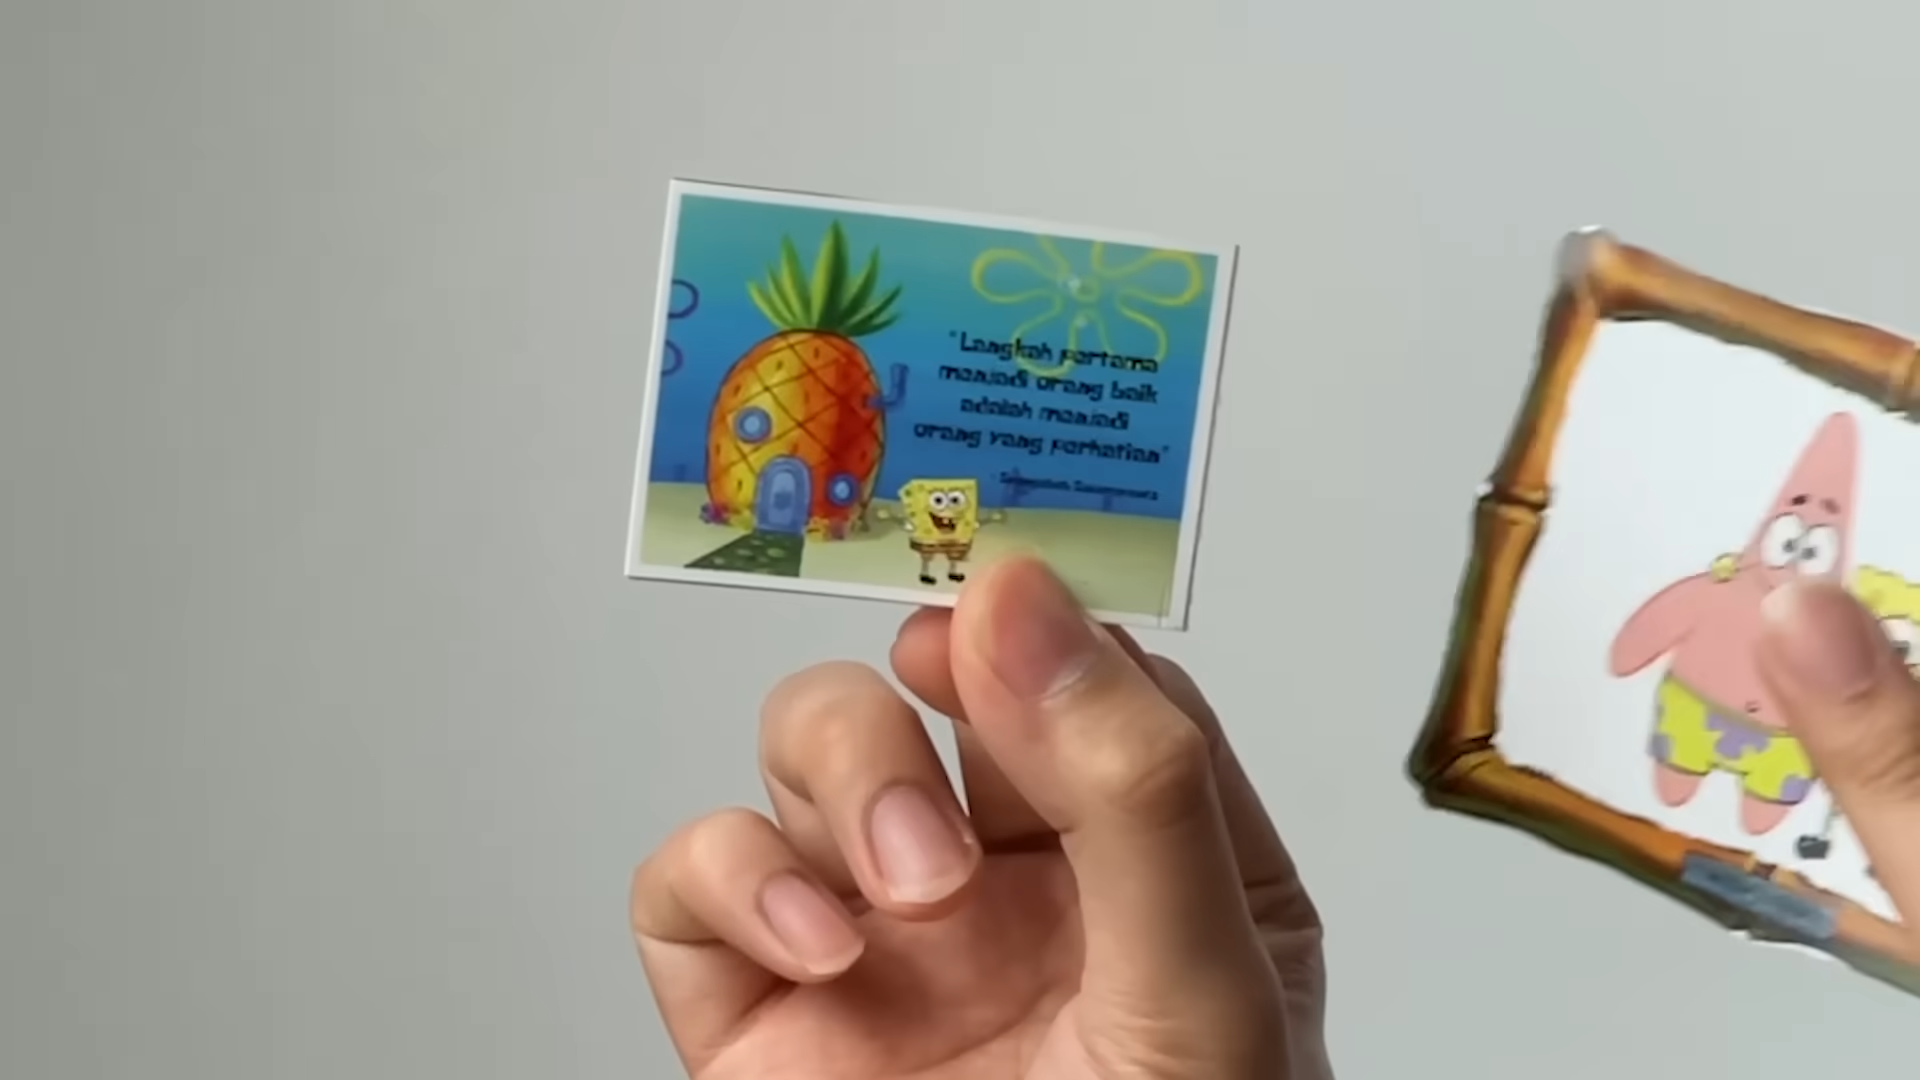 "Langkah pertama
menjadi orang baik
adalah menjadi
orang yang perhatian"